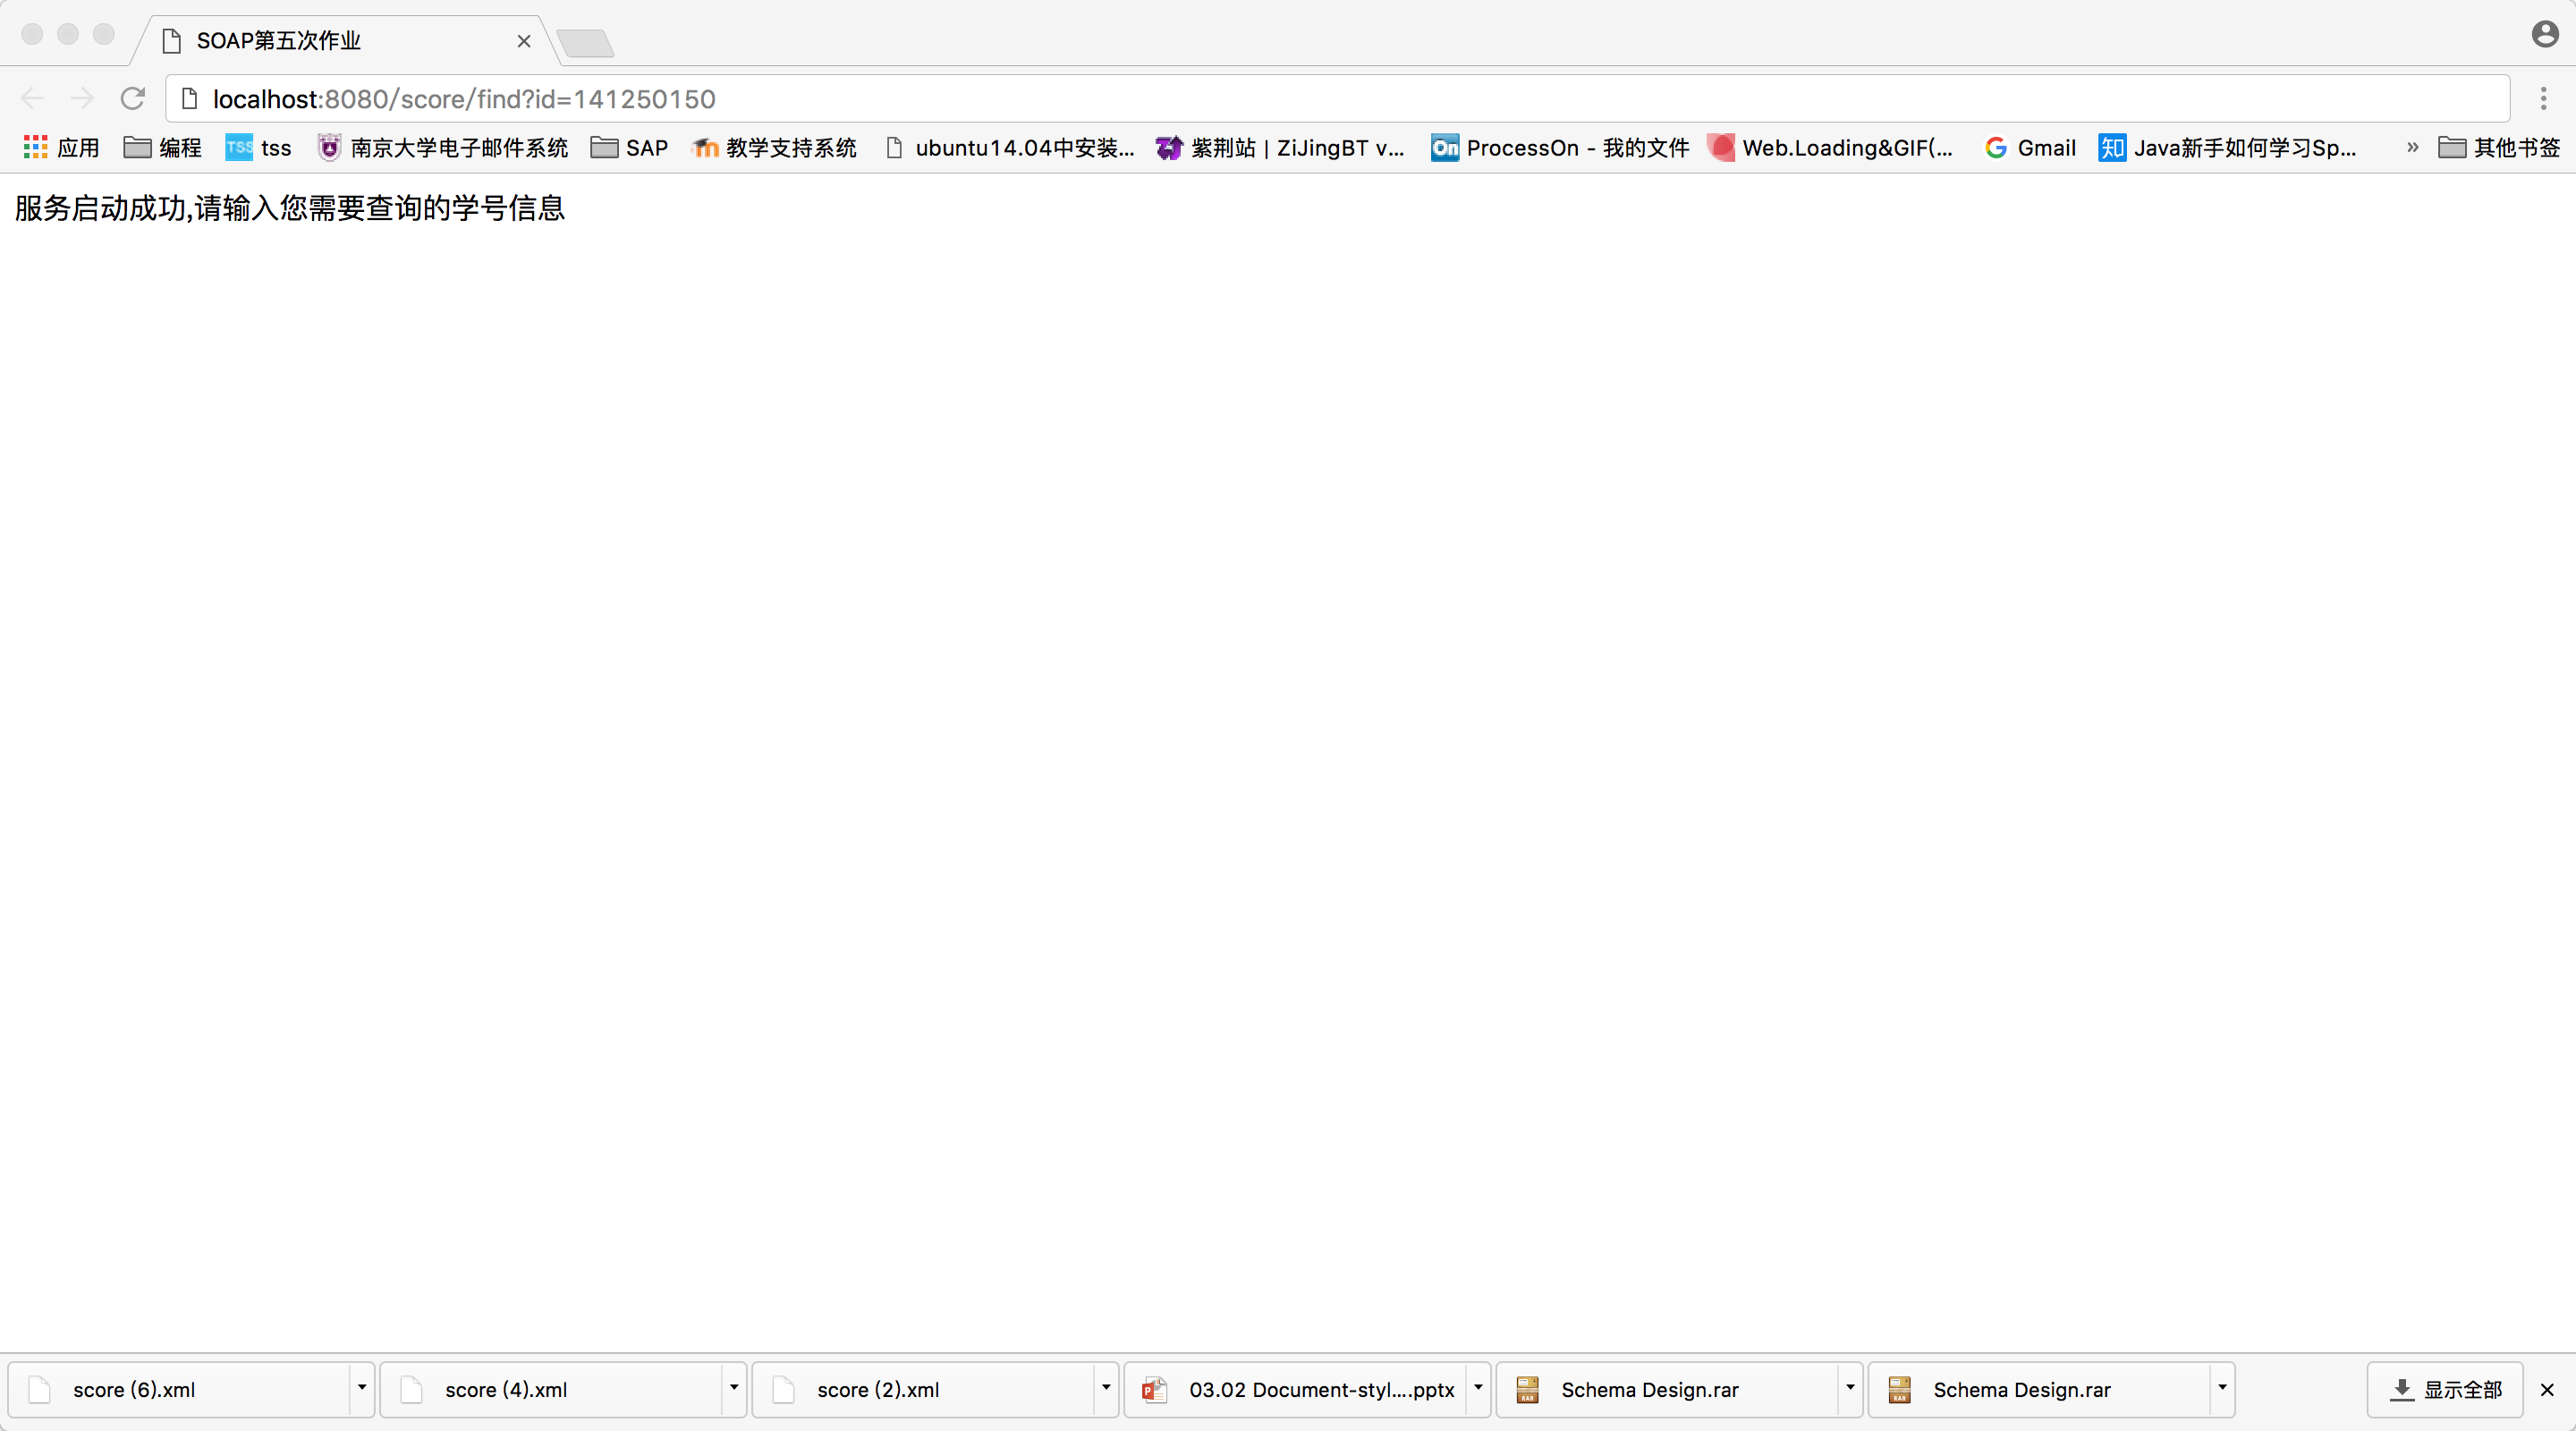 SOAP第五次作业
localhost:8080/score/find?id=141250150
应用 编程 tss 南京大学电子邮件系统 SAP 教学支持系统 ubuntu14.04中安装... 紫荆站 | ZiJingBT v... ProcessOn - 我的文件 Web.Loading&GIF(... Gmail Java新手如何学习Sp... » 其他书签
服务启动成功,请输入您需要查询的学号信息
score (6).xml score (4).xml score (2).xml 03.02 Document-styl....pptx Schema Design.rar Schema Design.rar 显示全部